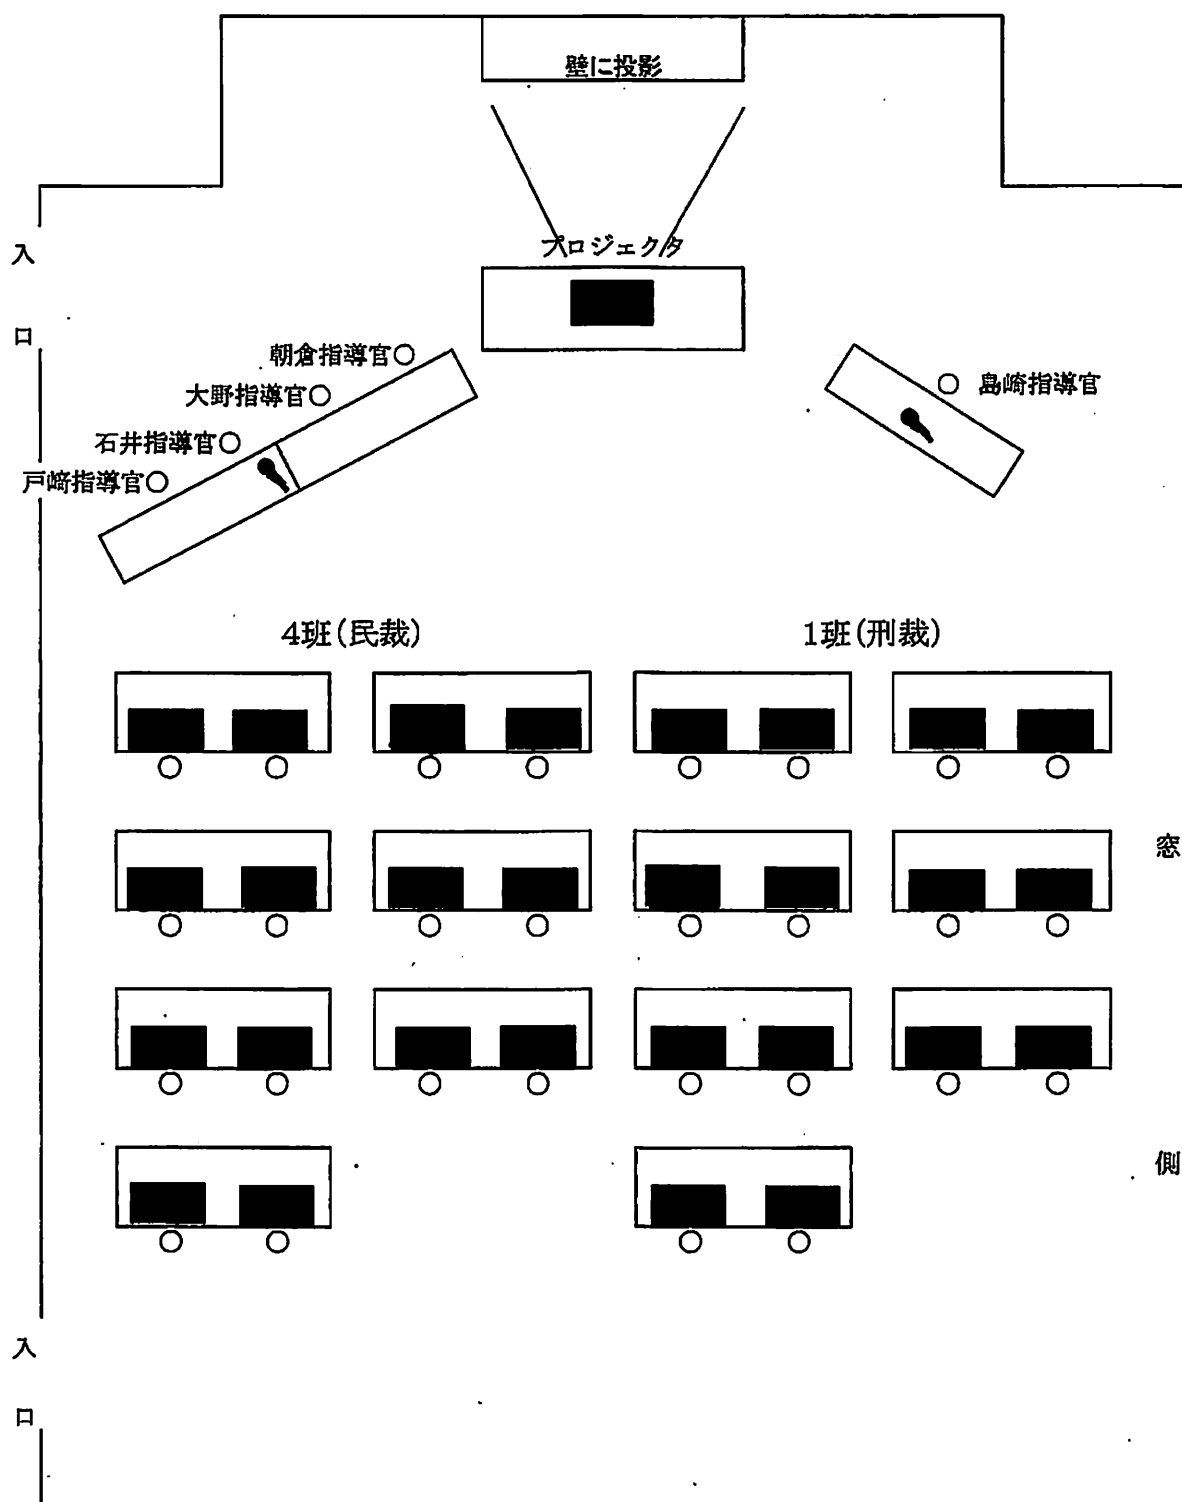 壁に投影
プロジェクタ
入口
朝倉指導官
大野指導官
石井指導官
戸﨑指導官
島崎指導官
4班(民裁)
1班(刑裁)
窓側
入口